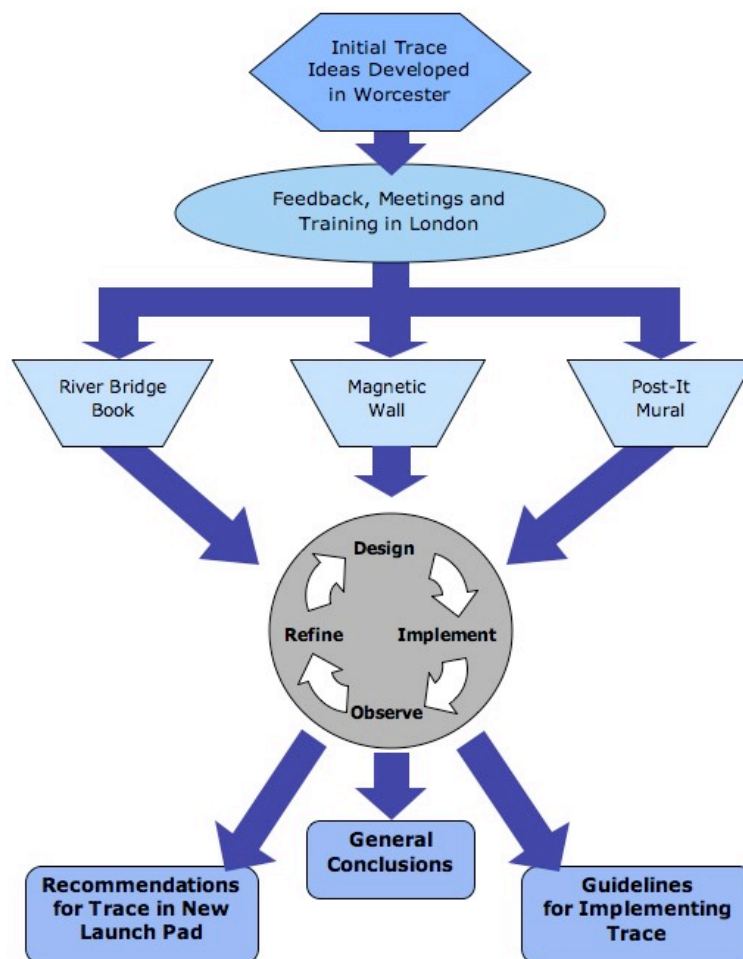 Initial Trace
Ideas Developed
in Worcester
Feedback, Meetings and
Training in London
River Bridge
Book
Magnetic
Wall
Post-It
Mural
Design
Refine
Implement
Observe
General
Conclusions
Recommendations
for Trace in New
Launch Pad
Guidelines
for Implementing
Trace